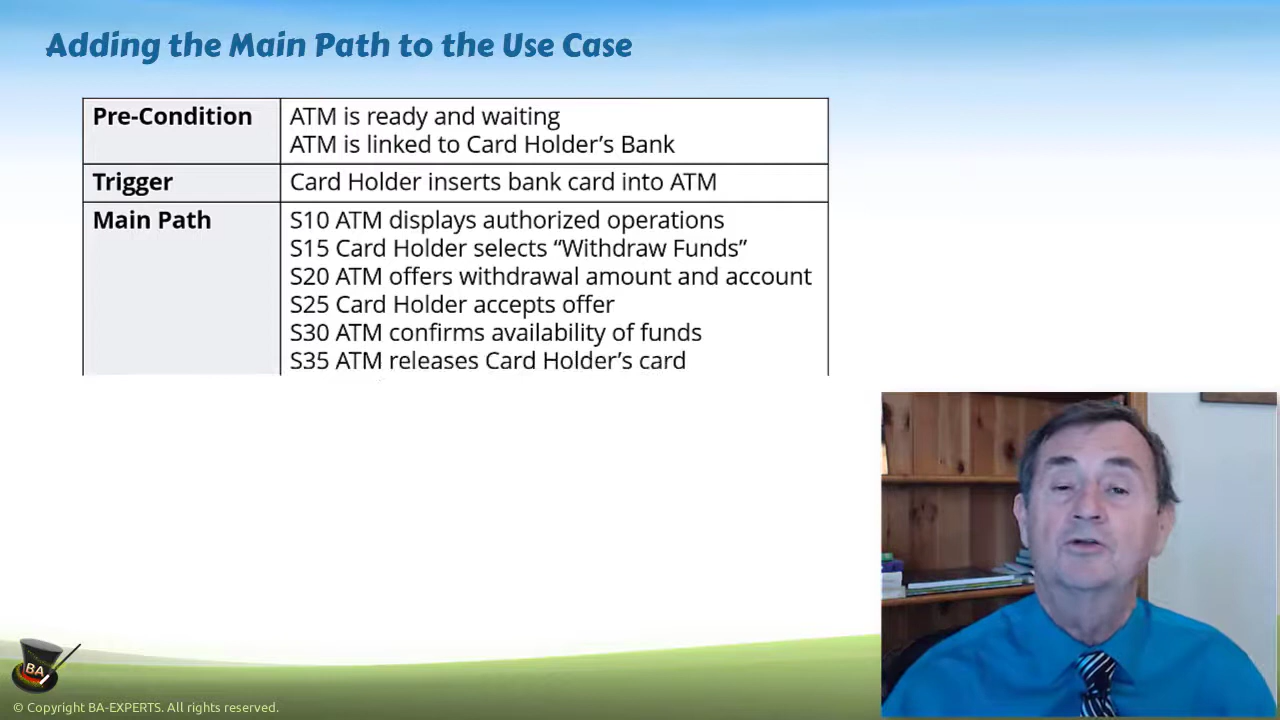 Adding the Main Path to the Use Case
Pre-Condition
ATM is ready and waiting
ATM is linked to Card Holder’s Bank
Trigger
Card Holder inserts bank card into ATM
Main Path
S10 ATM displays authorized operations
S15 Card Holder selects “Withdraw Funds”
S20 ATM offers withdrawal amount and account
S25 Card Holder accepts offer
S30 ATM confirms availability of funds
S35 ATM releases Card Holder’s card
BA
© Copyright BA-EXPERTS. All rights reserved.